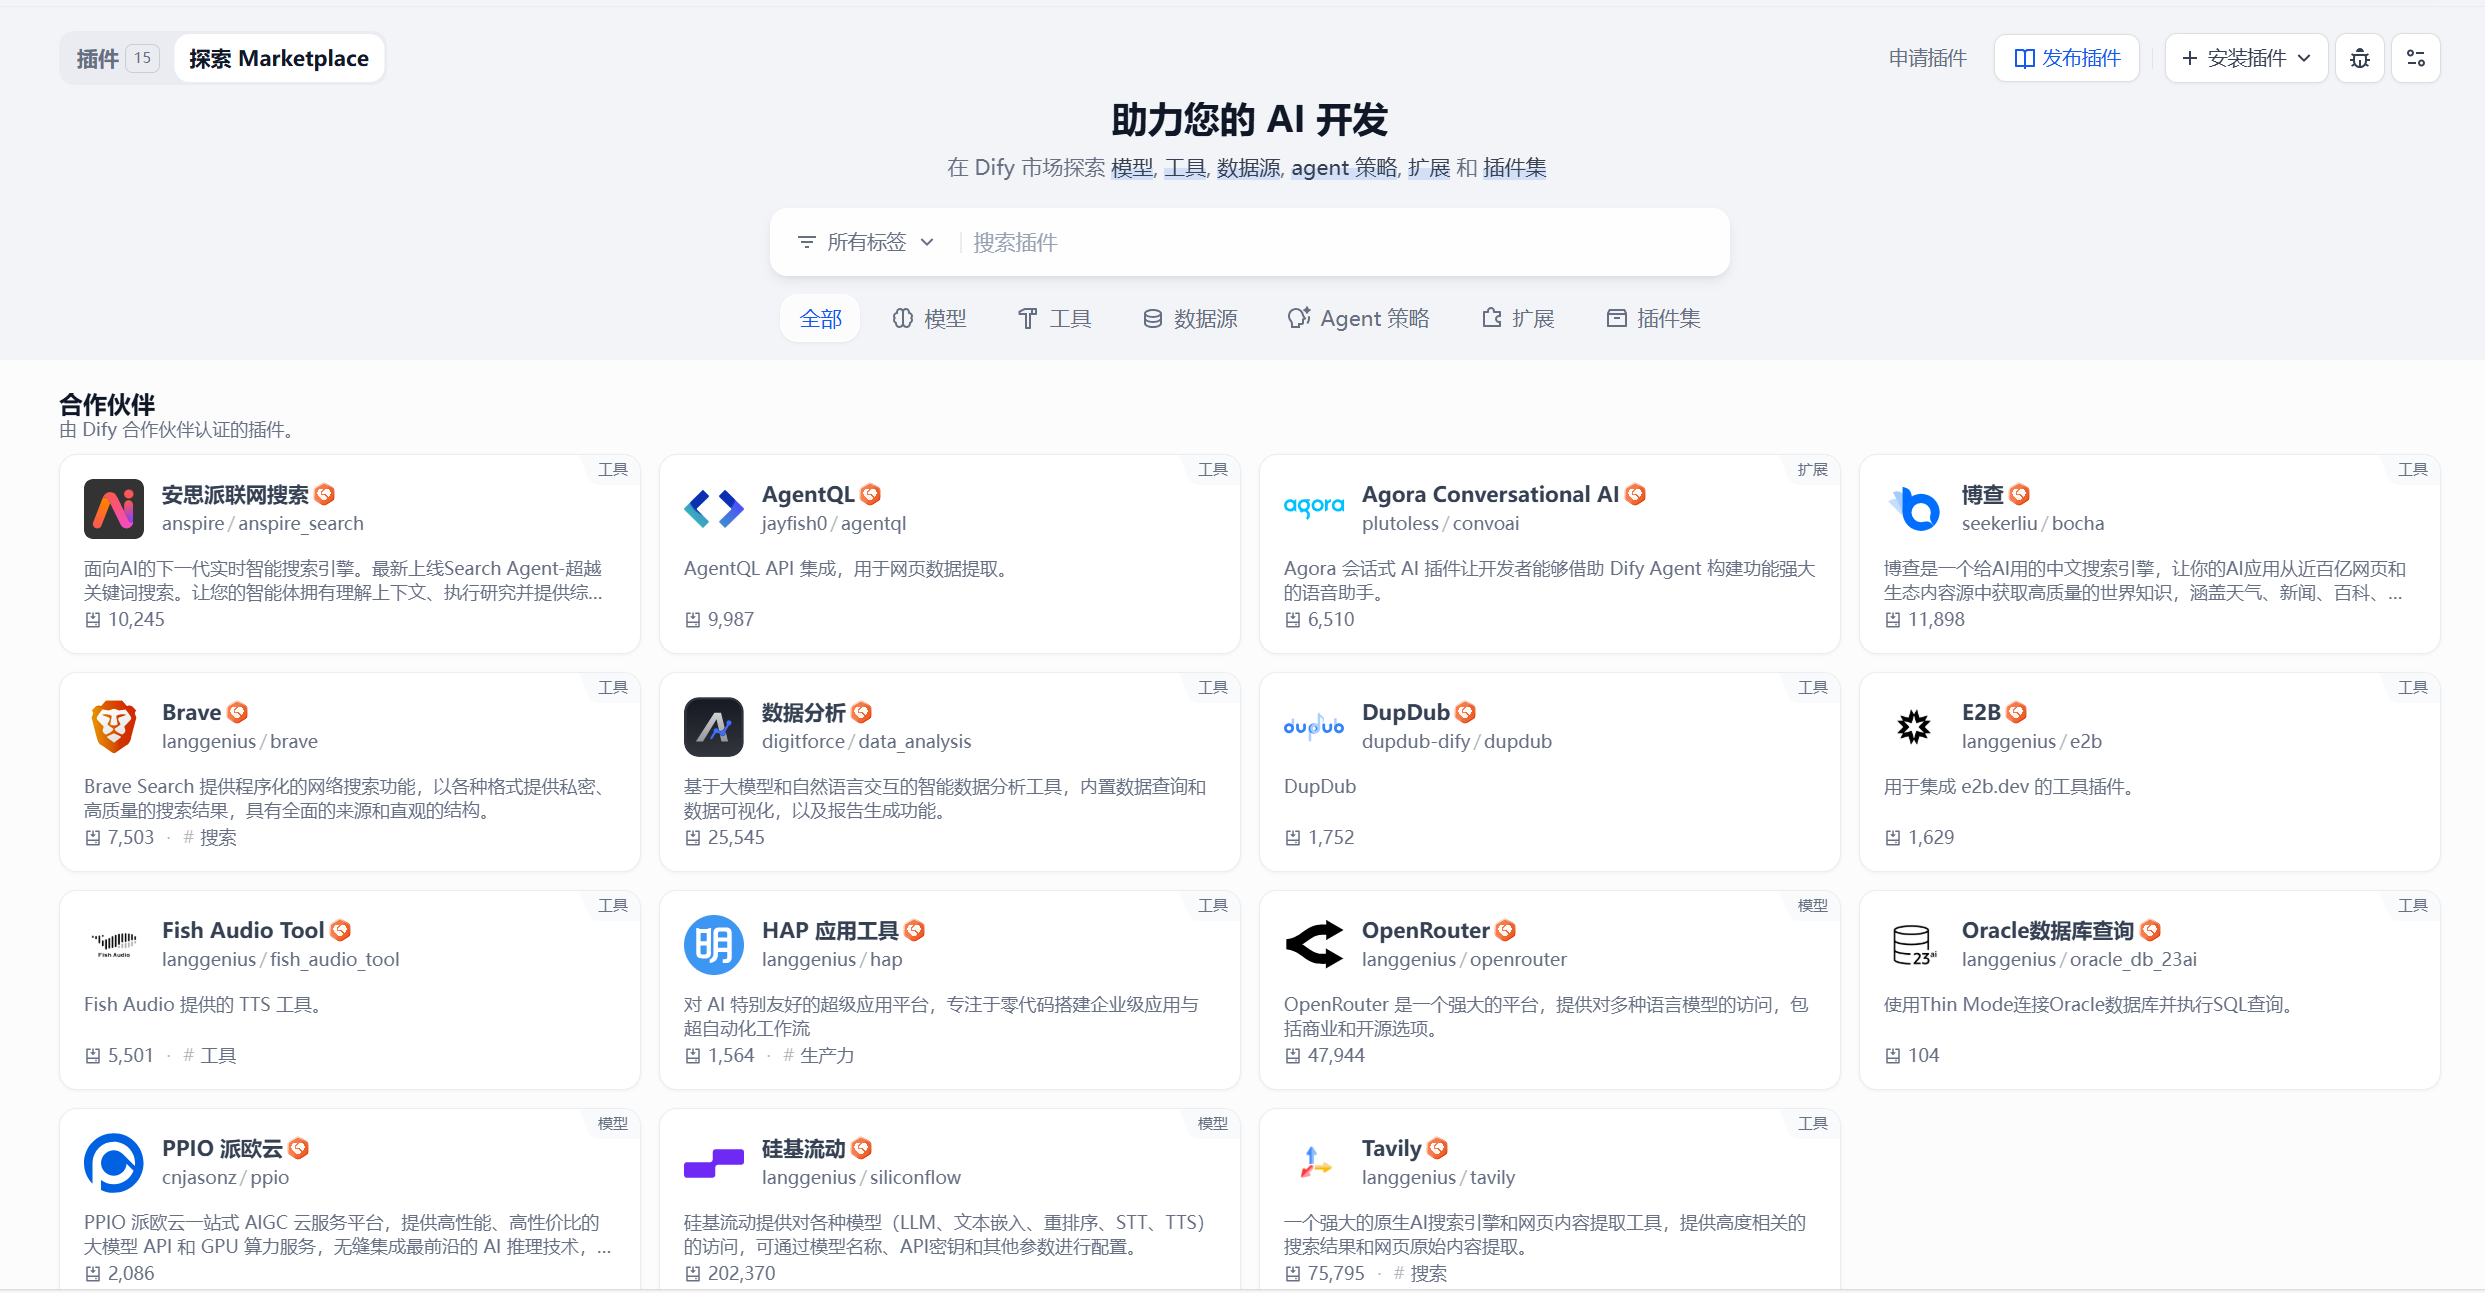 插件 15 探索 Marketplace
申请插件 发布插件 安装插件
助力您的 AI 开发
在 Dify 市场探索 模型, 工具, 数据源, agent 策略, 扩展 和 插件集
所有标签 搜索插件
全部 模型 工具 数据源 Agent 策略 扩展 插件集
合作伙伴
由 Dify 合作伙伴认证的插件。
工具
安思派联网搜索
anspire / anspire_search
面向AI的下一代实时智能搜索引擎。最新上线Search Agent-超越
关键词搜索。让您的智能体拥有理解上下文、执行研究并提供综...
10,245
工具
AgentQL
jayfish0 / agentql
AgentQL API 集成，用于网页数据提取。
9,987
扩展
agora
Agora Conversational AI
plutoless / convoai
Agora 会话式 AI 插件让开发者能够借助 Dify Agent 构建功能强大
的语音助手。
6,510
工具
博查
seekerliu / bocha
博查是一个给AI用的中文搜索引擎，让你的AI应用从近百亿网页和
生态内容源中获取高质量的世界知识，涵盖天气、新闻、百科、...
11,898
工具
Brave
langgenius / brave
Brave Search 提供程序化的网络搜索功能，以各种格式提供私密、
高质量的搜索结果，具有全面的来源和直观的结构。
7,503 · # 搜索
工具
数据分析
digitforce / data_analysis
基于大模型和自然语言交互的智能数据分析工具，内置数据查询和
数据可视化，以及报告生成功能。
25,545
工具
dupdub
DupDub
dupdub-dify / dupdub
DupDub
1,752
工具
E2B
langgenius / e2b
用于集成 e2b.dev 的工具插件。
1,629
工具
Fish Audio
Fish Audio Tool
langgenius / fish_audio_tool
Fish Audio 提供的 TTS 工具。
5,501 · # 工具
工具
明
HAP 应用工具
langgenius / hap
对 AI 特别友好的超级应用平台，专注于零代码搭建企业级应用与
超自动化工作流
1,564 · # 生产力
模型
OpenRouter
langgenius / openrouter
OpenRouter 是一个强大的平台，提供对多种语言模型的访问，包
括商业和开源选项。
47,944
工具
23ai
Oracle数据库查询
langgenius / oracle_db_23ai
使用Thin Mode连接Oracle数据库并执行SQL查询。
104
模型
PPIO 派欧云
cnjasonz / ppio
PPIO 派欧云一站式 AIGC 云服务平台，提供高性能、高性价比的
大模型 API 和 GPU 算力服务，无缝集成最前沿的 AI 推理技术，...
2,086
模型
硅基流动
langgenius / siliconflow
硅基流动提供对各种模型（LLM、文本嵌入、重排序、STT、TTS）
的访问，可通过模型名称、API密钥和其他参数进行配置。
202,370
工具
Tavily
langgenius / tavily
一个强大的原生AI搜索引擎和网页内容提取工具，提供高度相关的
搜索结果和网页原始内容提取。
75,795 · # 搜索